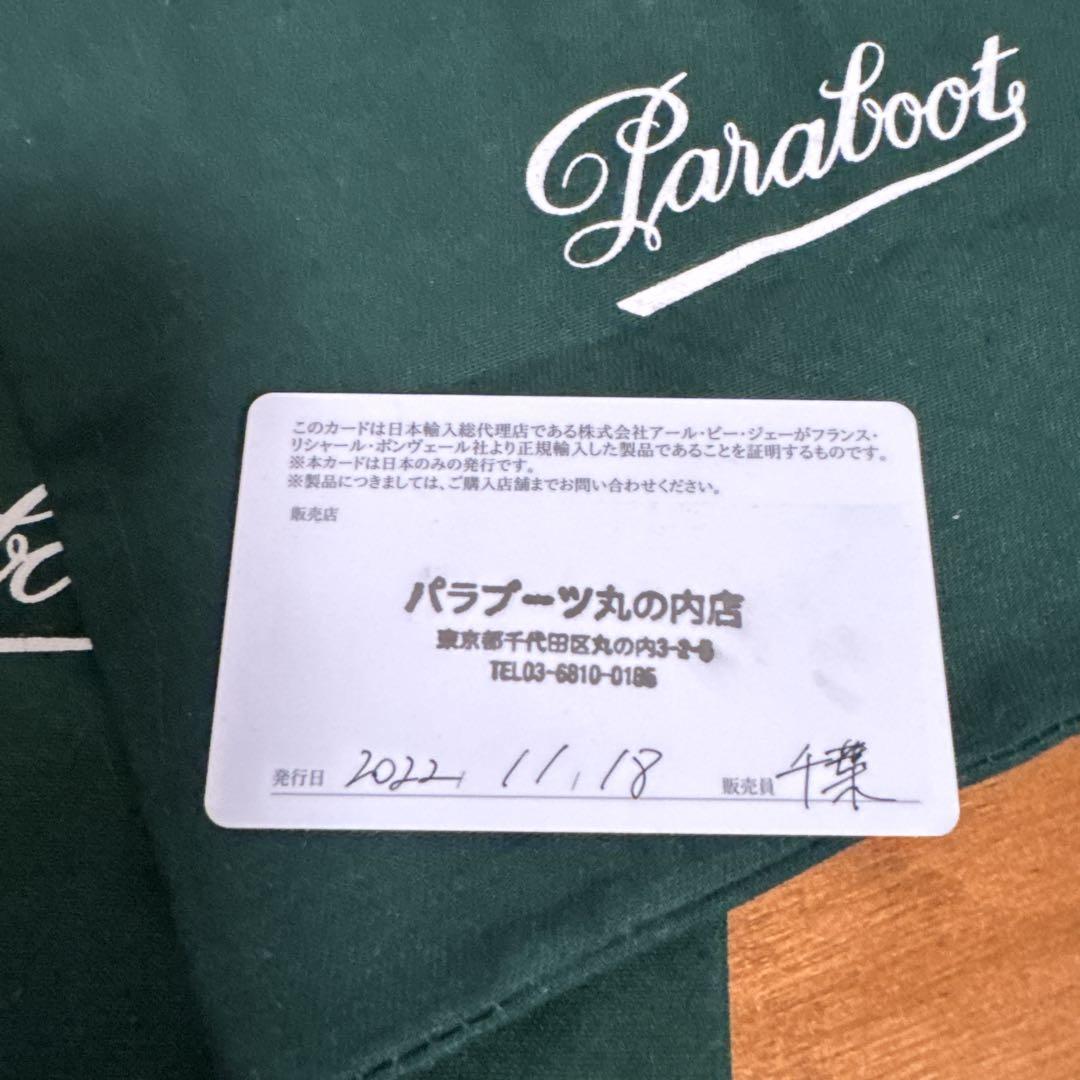 Paraboot
このカードは日本輸入総代理店である株式会社アール・ビー・ジェーがフランス・
リシャール・ポンヴェール社より正規輸入した製品であることを証明するものです。
※本カードは日本のみの発行です。
※製品につきましては、ご購入店舗までお問い合わせください。
販売店
パラブーツ丸の内店
東京都千代田区丸の内3-2-3
TEL03-6810-0185
発行日 2022, 11, 18 販売員 千葉